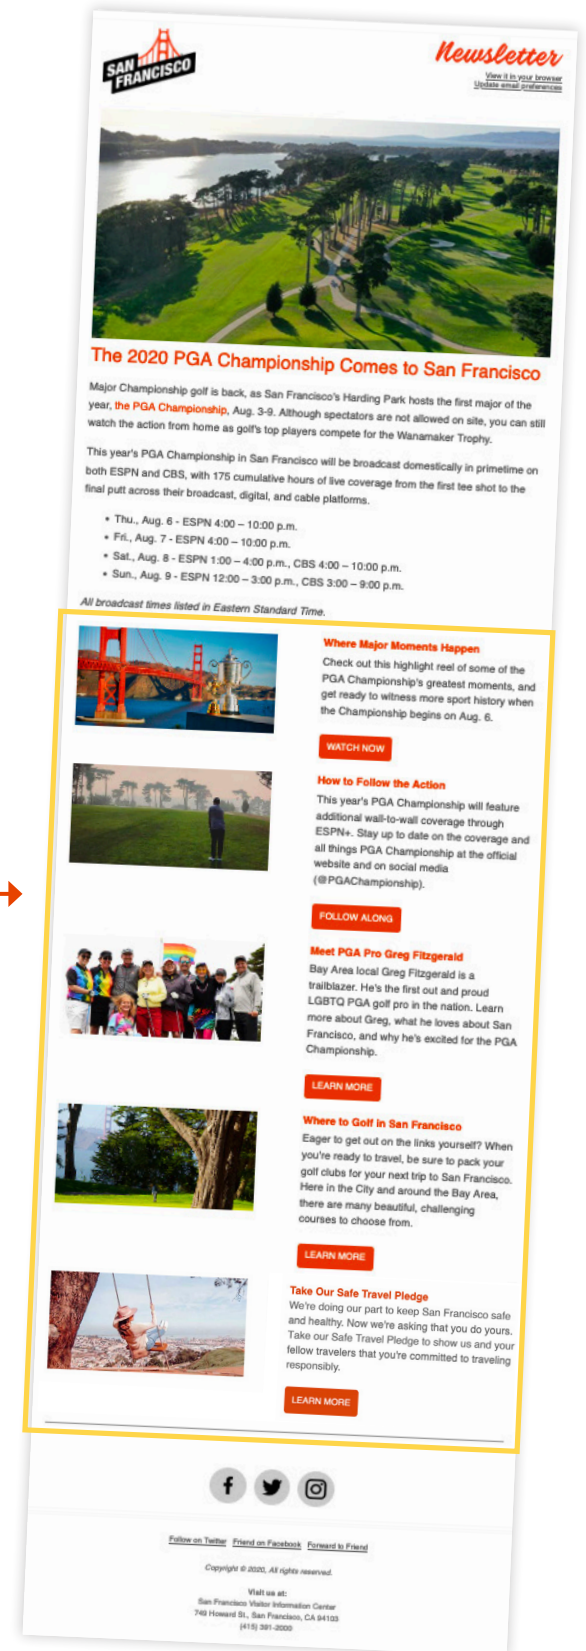 SAN
FRANCISCO
Newsletter
View it in your browser
Update email preferences
The 2020 PGA Championship Comes to San Francisco
Major Championship golf is back, as San Francisco's Harding Park hosts the first major of the
year, the PGA Championship, Aug. 3-9. Although spectators are not allowed on site, you can still
watch the action from home as golf's top players compete for the Wanamaker Trophy.
This year's PGA Championship in San Francisco will be broadcast domestically in primetime on
both ESPN and CBS, with 175 cumulative hours of live coverage from the first tee shot to the
final putt across their broadcast, digital, and cable platforms.
• Thu., Aug. 6 - ESPN 4:00 – 10:00 p.m.
• Fri., Aug. 7 - ESPN 4:00 – 10:00 p.m.
• Sat., Aug. 8 - ESPN 1:00 – 4:00 p.m., CBS 4:00 – 10:00 p.m.
• Sun., Aug. 9 - ESPN 12:00 – 3:00 p.m., CBS 3:00 – 9:00 p.m.
All broadcast times listed in Eastern Standard Time.
Where Major Moments Happen
Check out this highlight reel of some of the
PGA Championship's greatest moments, and
get ready to witness more sport history when
the Championship begins on Aug. 6.
WATCH NOW
How to Follow the Action
This year's PGA Championship will feature
additional wall-to-wall coverage through
ESPN+. Stay up to date on the coverage and
all things PGA Championship at the official
website and on social media
(@PGAChampionship).
FOLLOW ALONG
Meet PGA Pro Greg Fitzgerald
Bay Area local Greg Fitzgerald is a
trailblazer. He's the first out and proud
LGBTQ PGA golf pro in the nation. Learn
more about Greg, what he loves about San
Francisco, and why he's excited for the PGA
Championship.
LEARN MORE
Where to Golf in San Francisco
Eager to get out on the links yourself? When
you're ready to travel, be sure to pack your
golf clubs for your next trip to San Francisco.
Here in the City and around the Bay Area,
there are many beautiful, challenging
courses to choose from.
LEARN MORE
Take Our Safe Travel Pledge
We're doing our part to keep San Francisco safe
and healthy. Now we're asking that you do yours.
Take our Safe Travel Pledge to show us and your
fellow travelers that you're committed to traveling
responsibly.
LEARN MORE
Follow on Twitter Friend on Facebook Forward to Friend
Copyright © 2020, All rights reserved.
Visit us at:
San Francisco Visitor Information Center
749 Howard St., San Francisco, CA 94103
(415) 391-2000